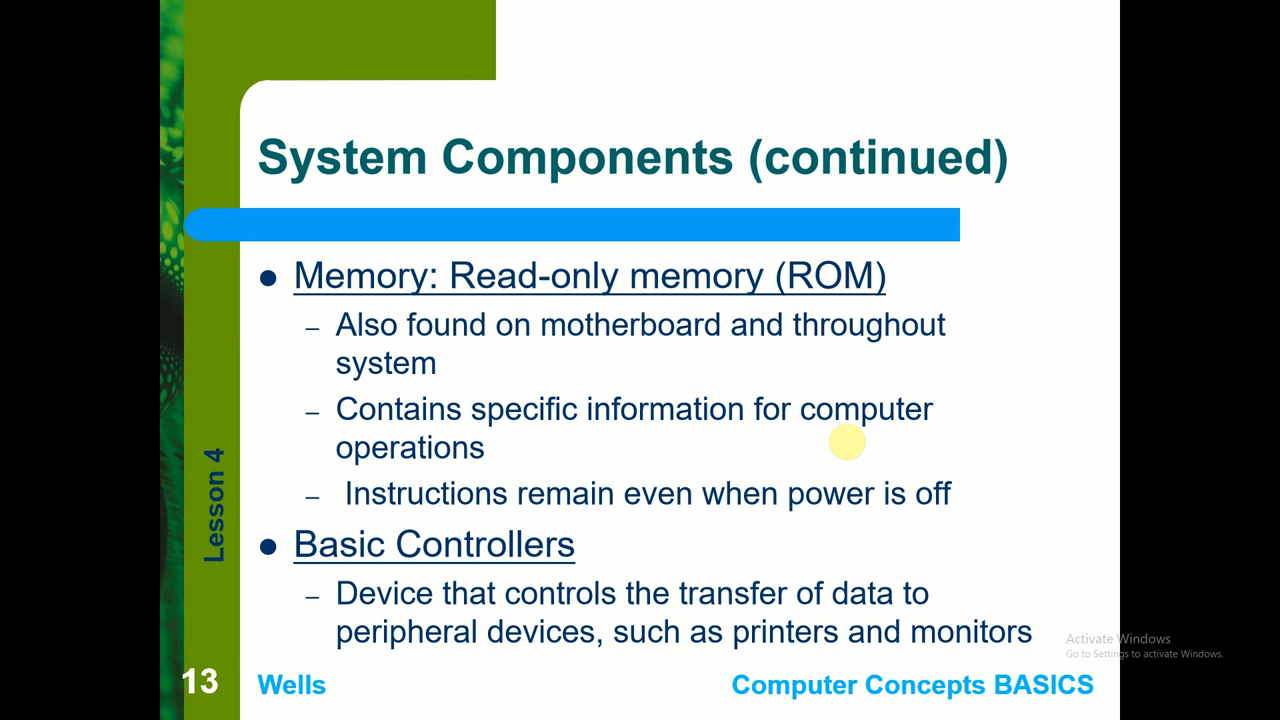 System Components (continued)
● Memory: Read-only memory (ROM)
– Also found on motherboard and throughout
system
– Contains specific information for computer
operations
– Instructions remain even when power is off
● Basic Controllers
– Device that controls the transfer of data to
peripheral devices, such as printers and monitors
Lesson 4
13
Wells
Computer Concepts BASICS
Activate Windows
Go to Settings to activate Windows.